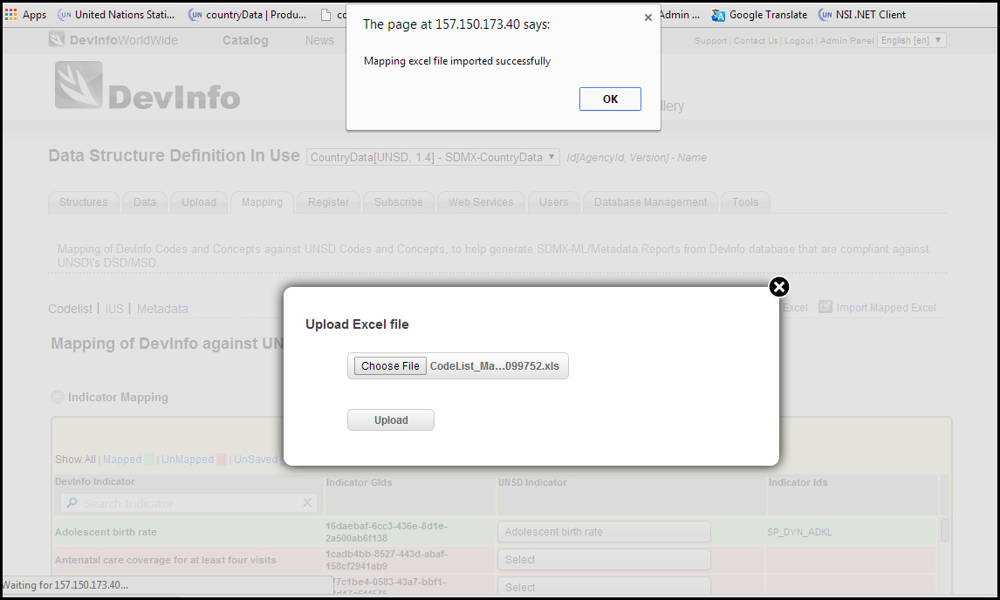 Apps United Nations Stati... countryData | Produ... Admin ... Google Translate NSI .NET Client
The page at 157.150.173.40 says:
Mapping excel file imported successfully
OK
DevInfoWorldWide Catalog News Support | Contact Us | Logout | Admin Panel English [en]
DevInfo
llery
Data Structure Definition In Use CountryData[UNSD, 1.4] - SDMX-CountryData Id[AgencyId, Version] - Name
Structures Data Upload Mapping Register Subscribe Web Services Users Database Management Tools
Mapping of DevInfo Codes and Concepts against UNSD Codes and Concepts, to help generate SDMX-ML/Metadata Reports from DevInfo database that are compliant against
UNSD\'s DSD/MSD.
Codelist | IUS | Metadata Excel Import Mapped Excel
Upload Excel file
Mapping of DevInfo against UN
Choose File CodeList_Ma...099752.xls
Indicator Mapping
Upload
Show All | Mapped | UnMapped | UnSaved
DevInfo Indicator Indicator GIds UNSD Indicator Indicator Ids
Search Indicator
Adolescent birth rate 16daebaf-6cc3-436e-8d1e-
2a500ab6f138 Adolescent birth rate SP_DYN_ADKL
Antenatal care coverage for at least four visits 1cadb4bb-8527-443d-abaf-
158cf2941ab9 Select
77c1be4-0583-43a7-bbf1-
Select
Waiting for 157.150.173.40...